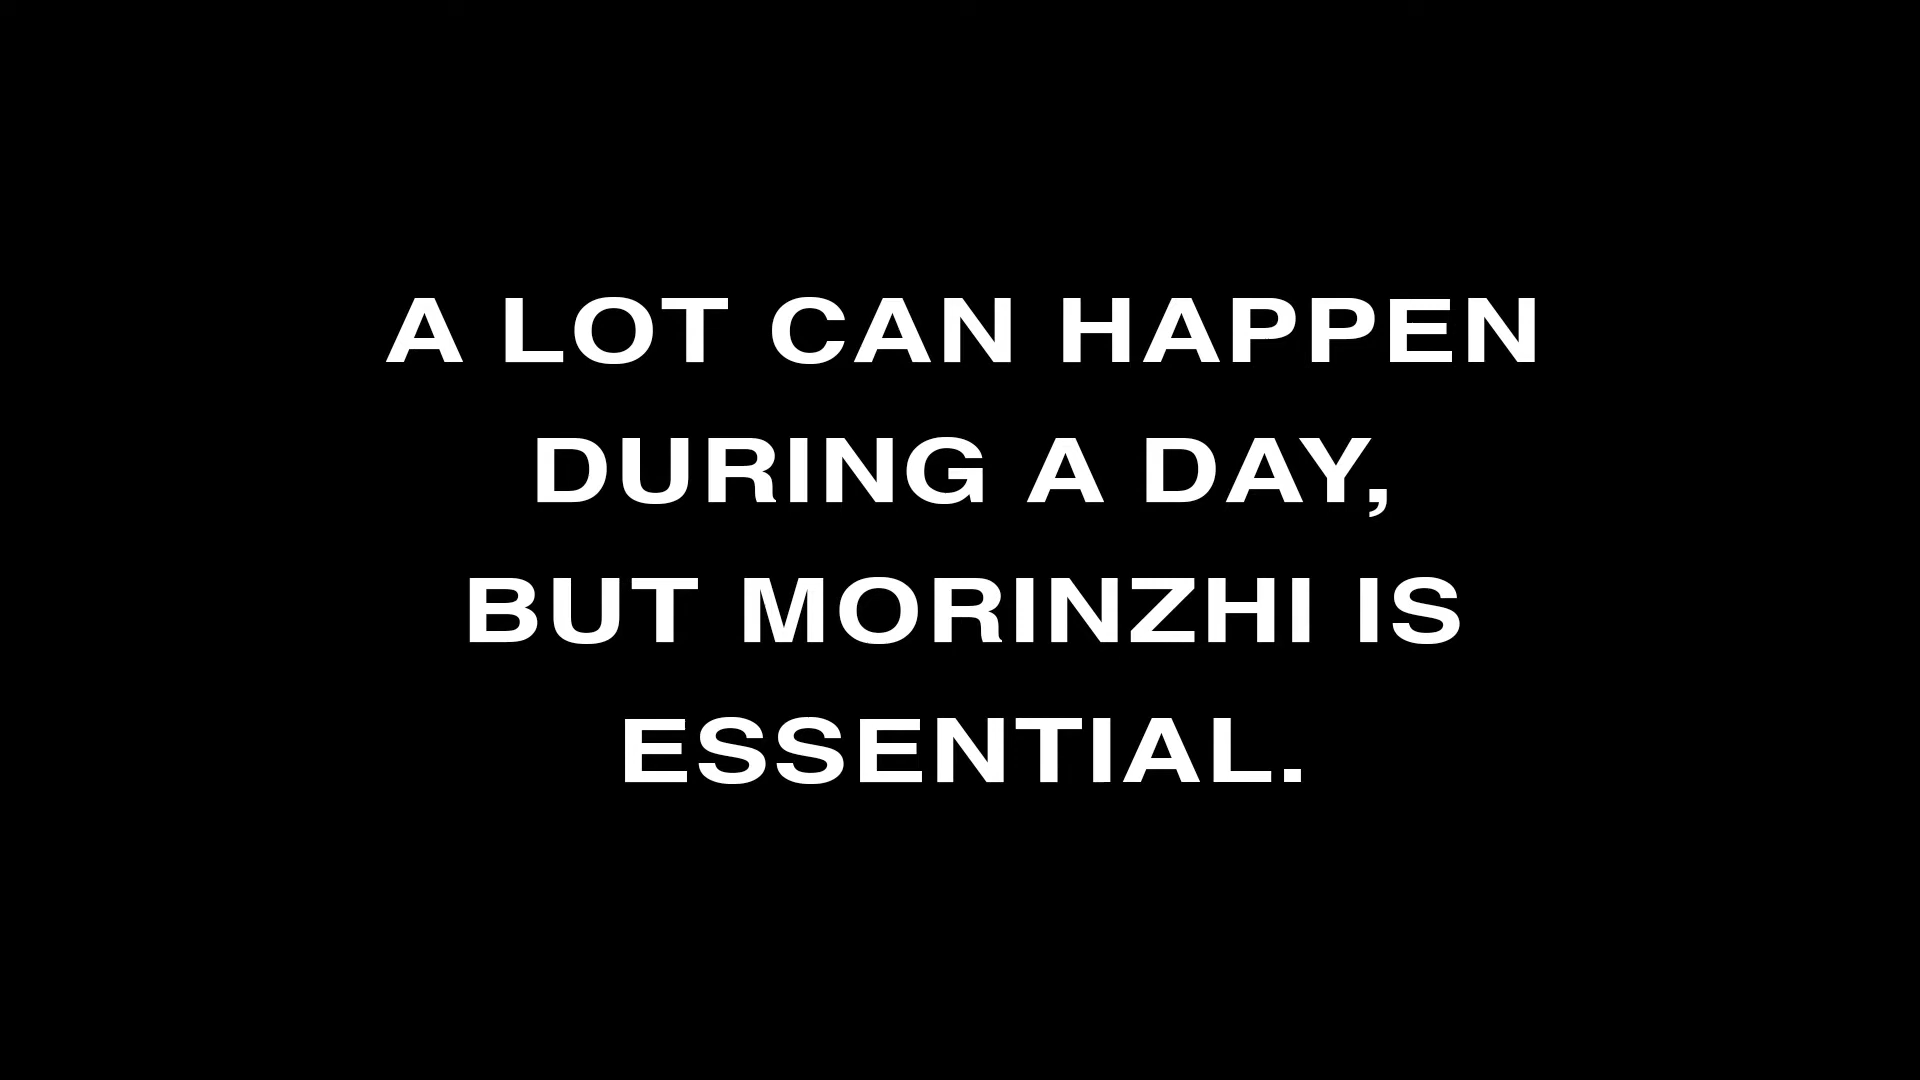 A LOT CAN HAPPEN
DURING A DAY,
BUT MORINZHI IS
ESSENTIAL.